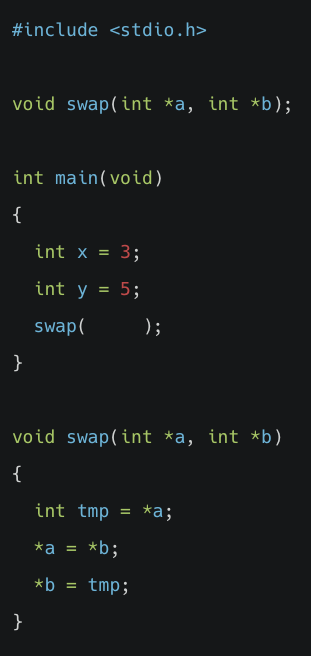 #include <stdio.h>
void swap(int *a, int *b);
int main(void)
{
  int x = 3;
  int y = 5;
  swap(     );
}
void swap(int *a, int *b)
{
  int tmp = *a;
  *a = *b;
  *b = tmp;
}